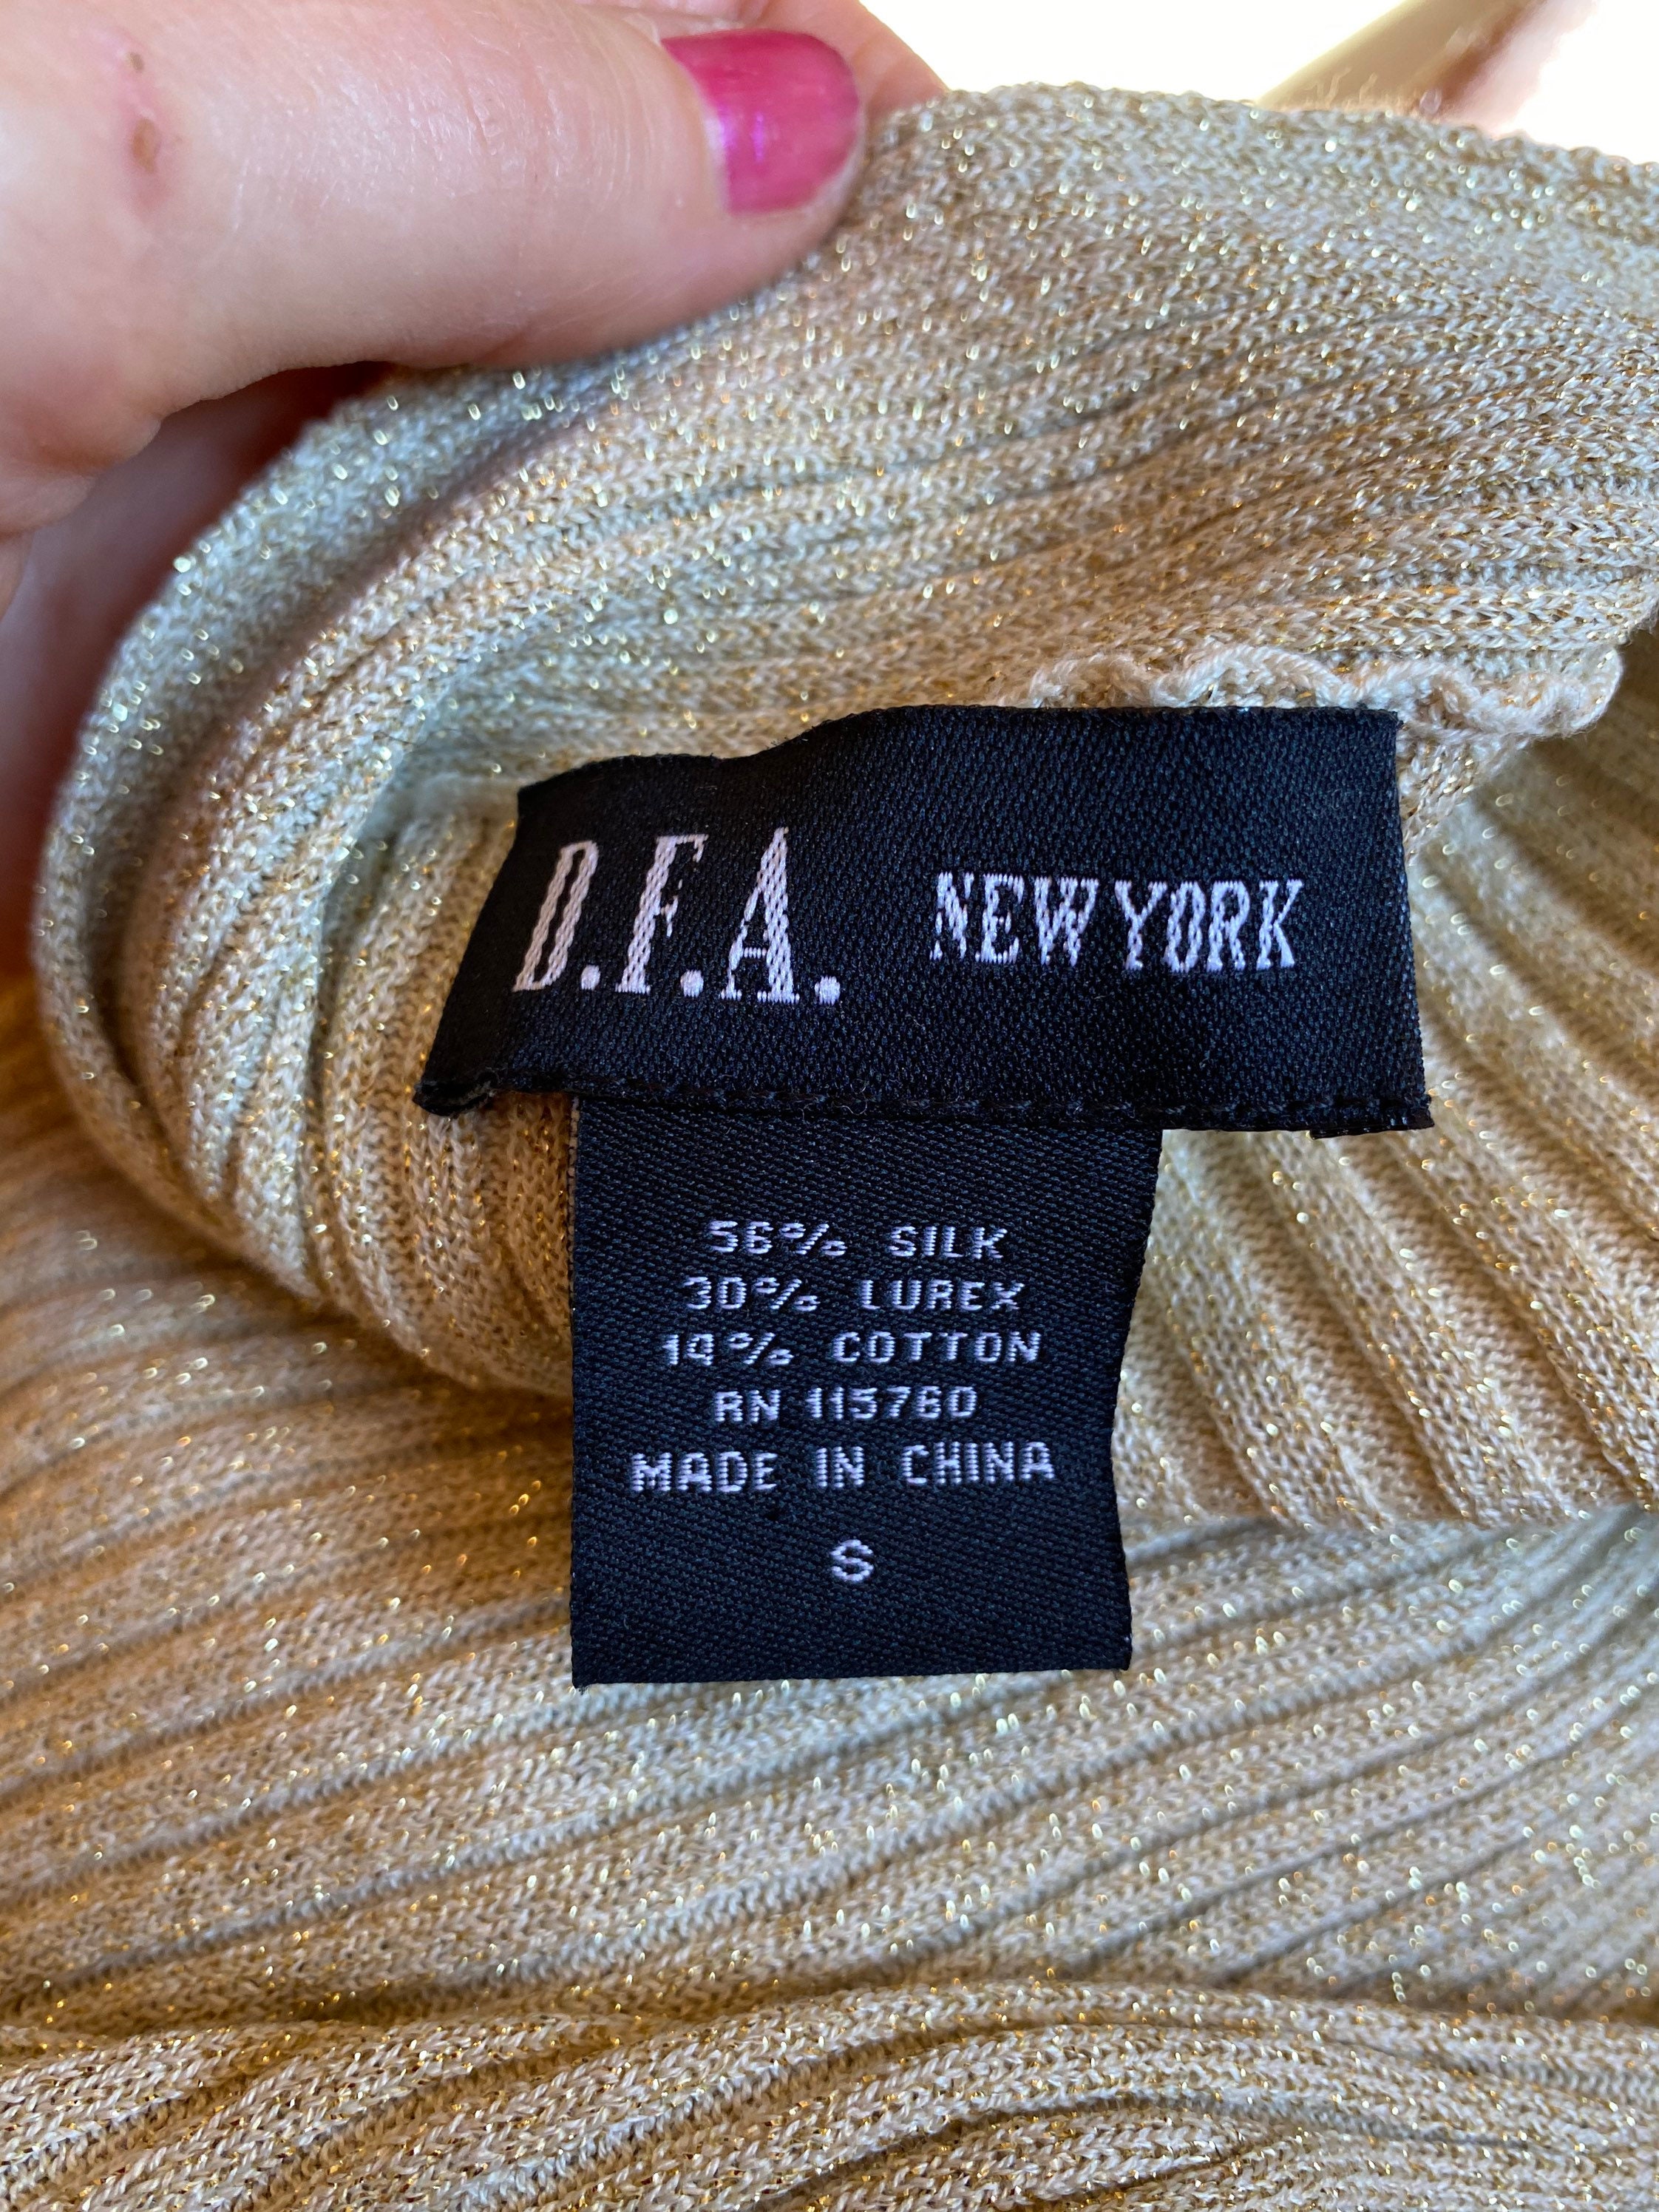 D.F.A. NEW YORK
56% SILK
30% LUREX
14% COTTON
RN 115760
MADE IN CHINA
S